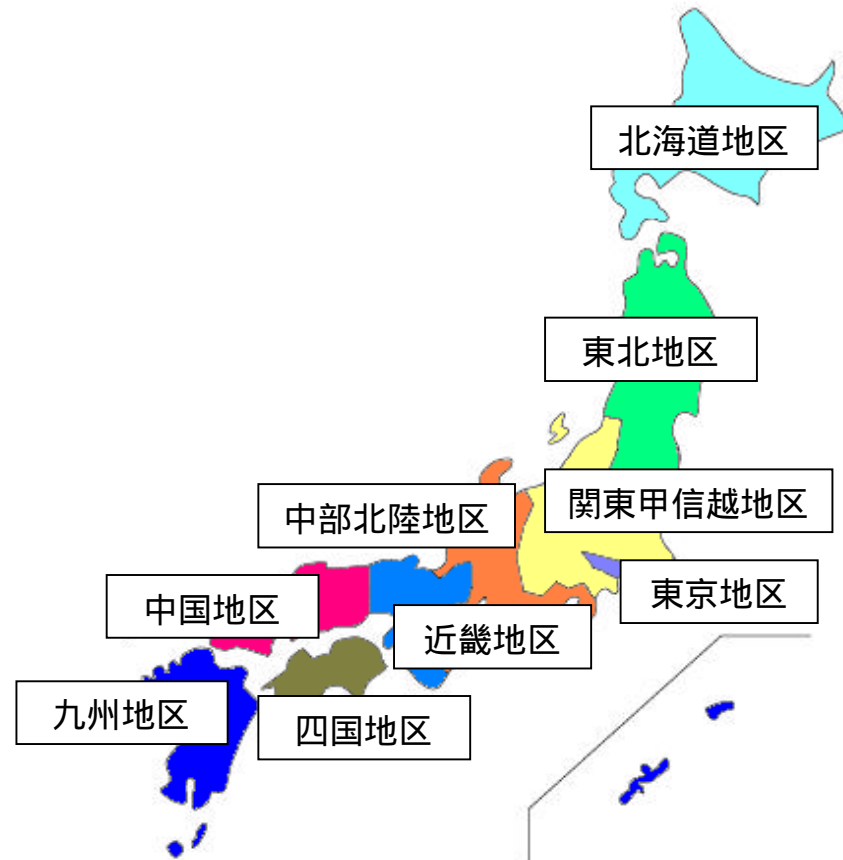 北海道地区
東北地区
関東甲信越地区
中部北陸地区
東京地区
中国地区
近畿地区
九州地区
四国地区